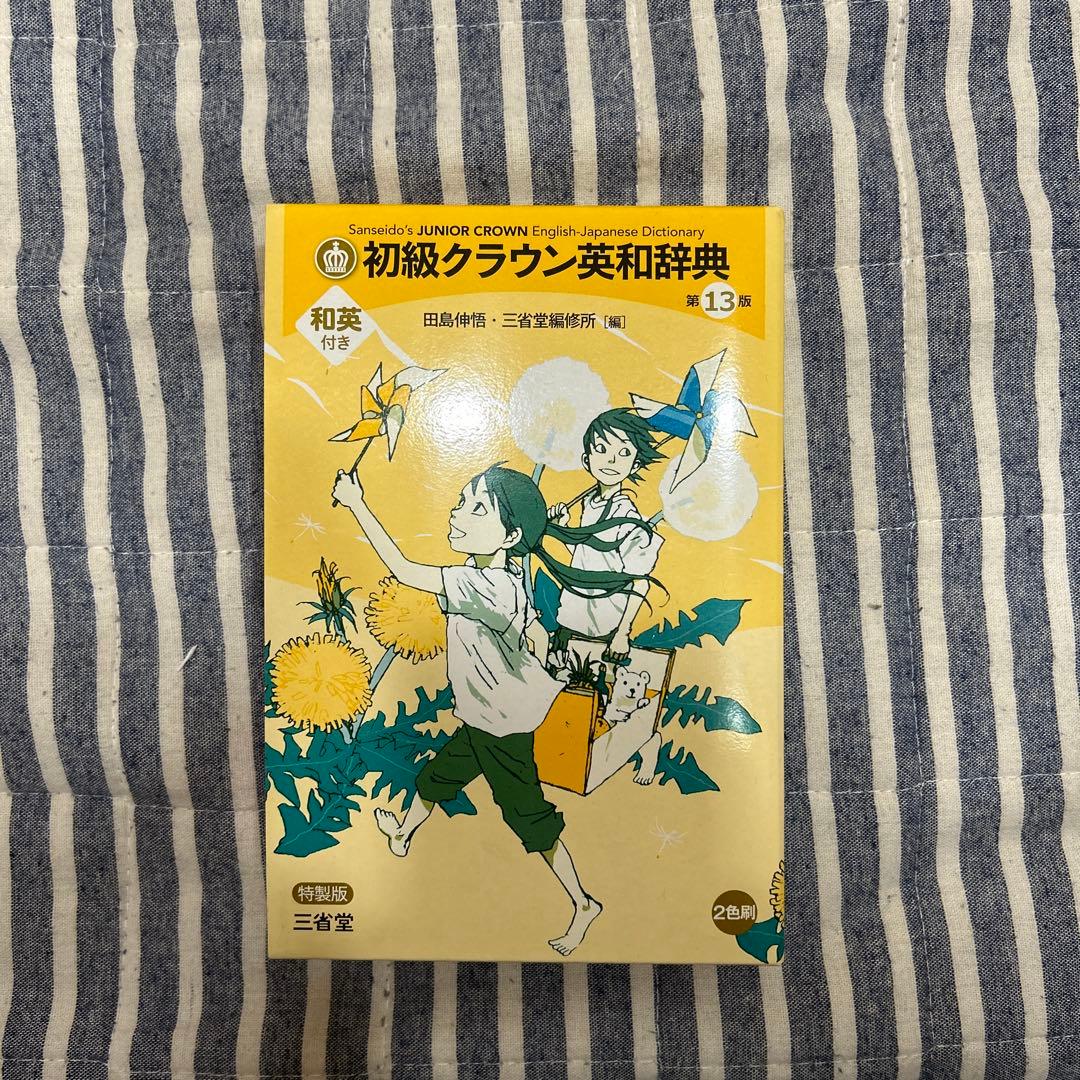 Sanseido's JUNIOR CROWN English-Japanese Dictionary
初級クラウン英和辞典
第13版
和英
付き
田島伸悟・三省堂編修所［編］
特製版
三省堂
2色刷